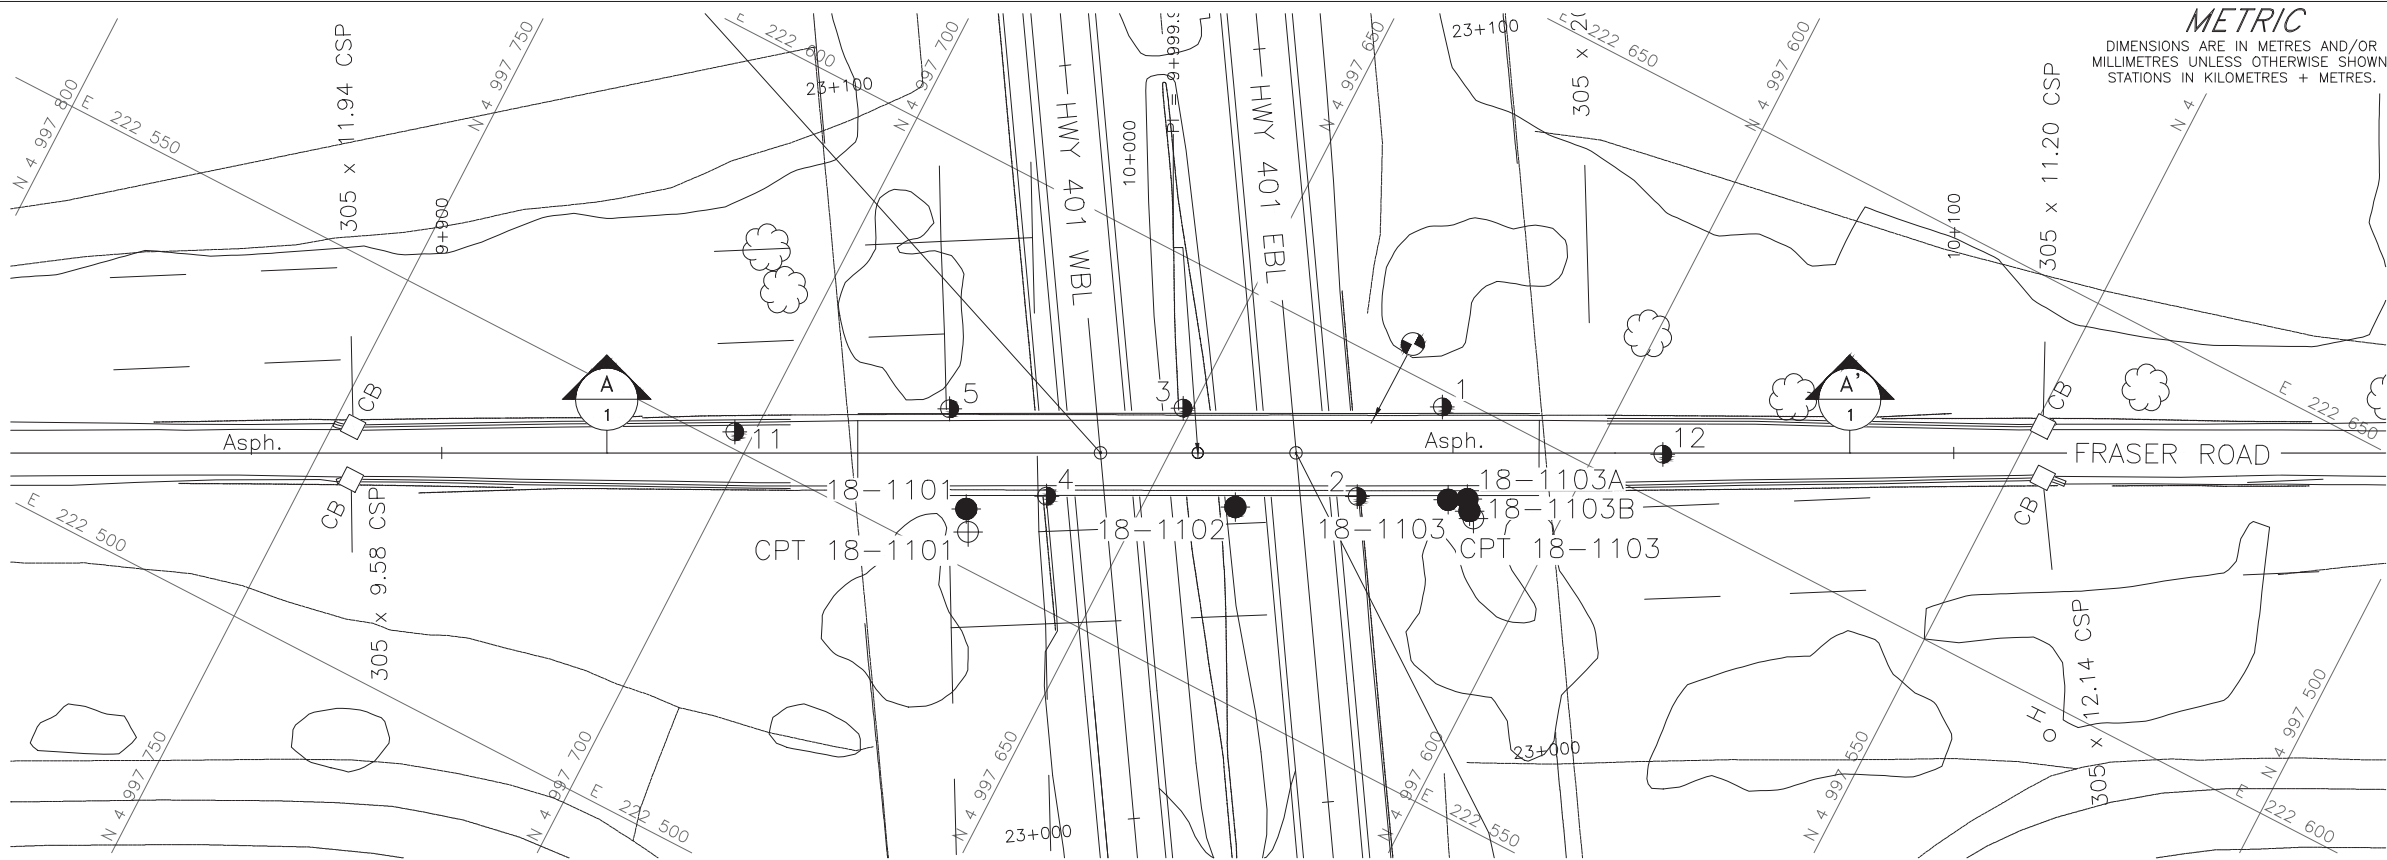 METRIC
DIMENSIONS ARE IN METRES AND/OR
MILLIMETRES UNLESS OTHERWISE SHOWN
STATIONS IN KILOMETRES + METRES.
N 4 997 800
E 222 550
305 x 11.94 CSP
9+900
N 4 997 750
E 222 600
23+100
N 4 997 700
HWY 401 WBL
10+000
PI = 9+999.9
HWY 401 EBL
N 4 997 650
23+100
E 222 650
305 x 20
N 4 997 600
10+100
305 x 11.20 CSP
N 4
E 222 650
CB
A
1
5
3
1
A'
1
CB
Asph.
11
Asph.
12
FRASER ROAD
CB
18-1101
4
2
18-1103A
CB
18-1102
18-1103
18-1103B
CPT 18-1101
CPT 18-1103
E 222 500
305 x 9.58 CSP
N 4 997 750
N 4 997 700
E 222 500
N 4 997 650
23+000
N 4 997 600
E 222 550
23+000
N 4 997 550
H
305 x 12.14 CSP
N 4 997 500
E 222 600